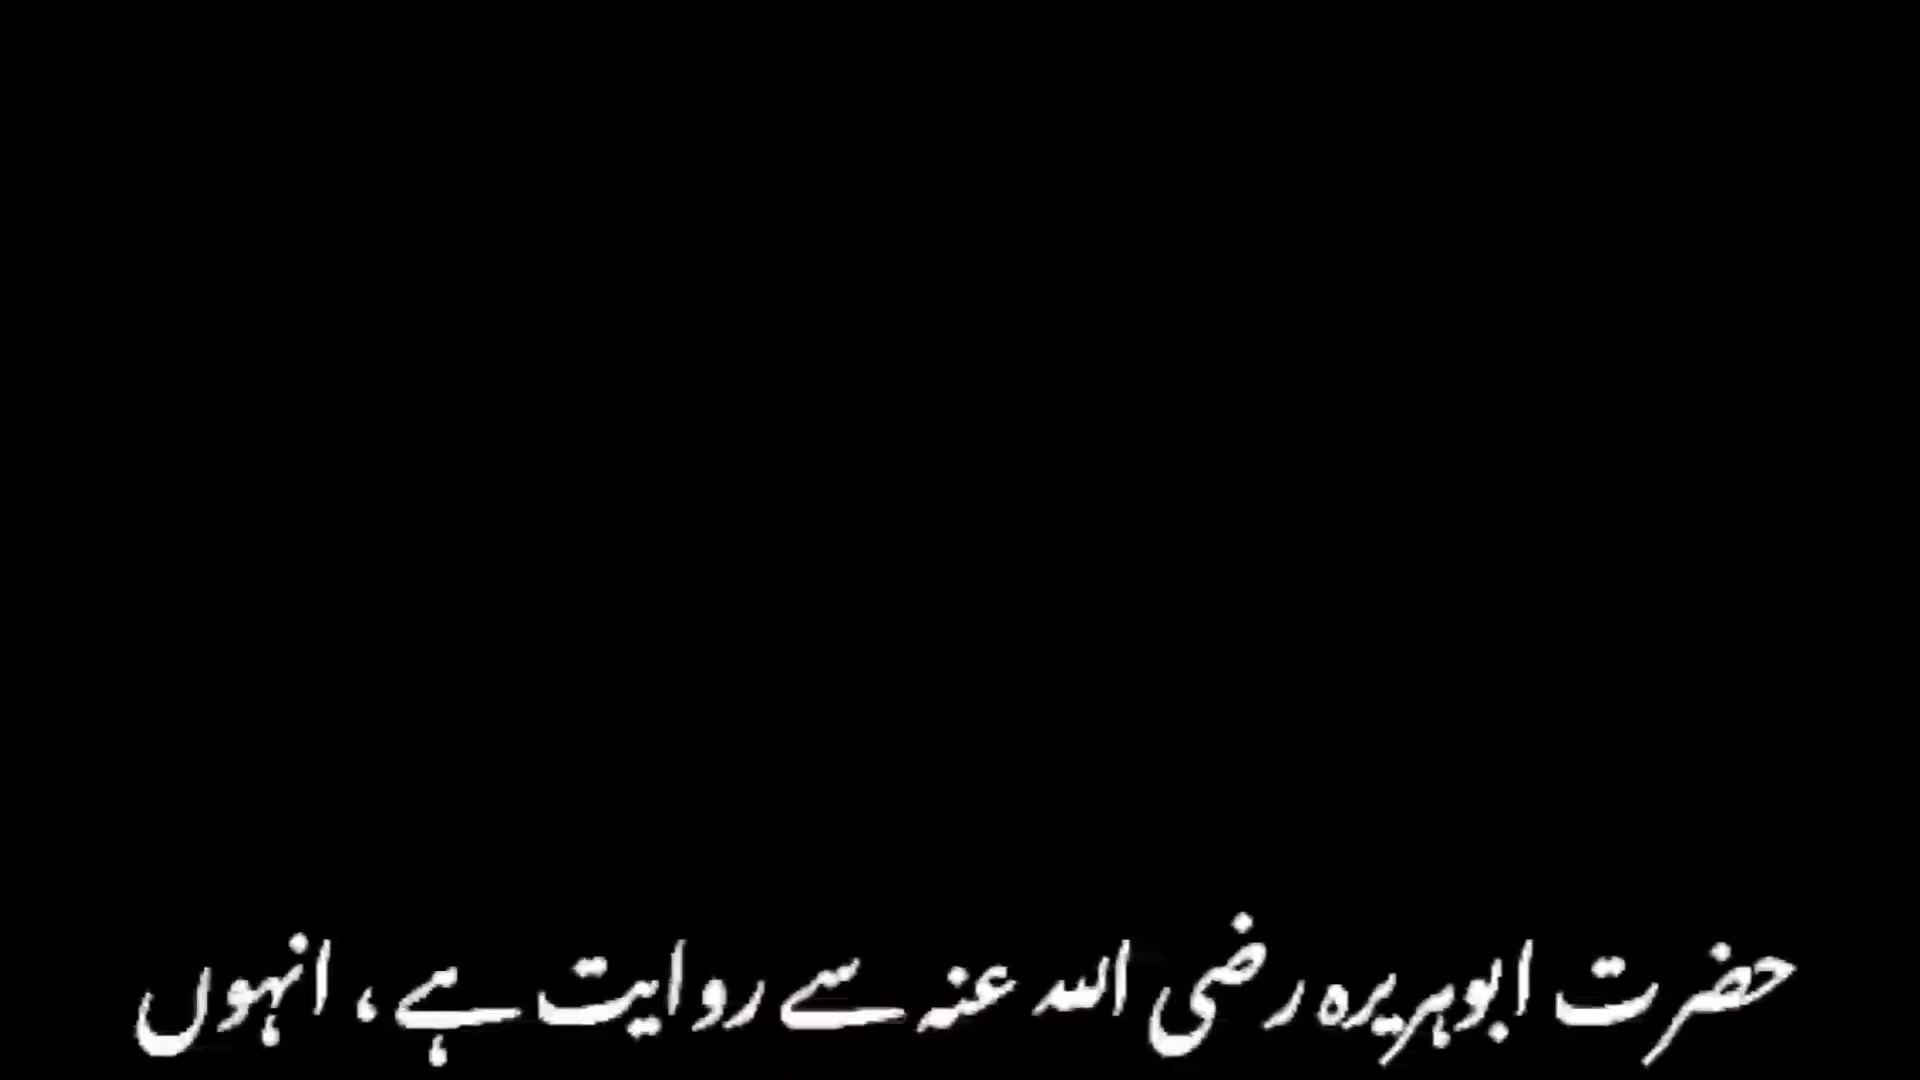 حضرت ابوہریرہ رضی اللہ عنہ سے روایت ہے، انہوں